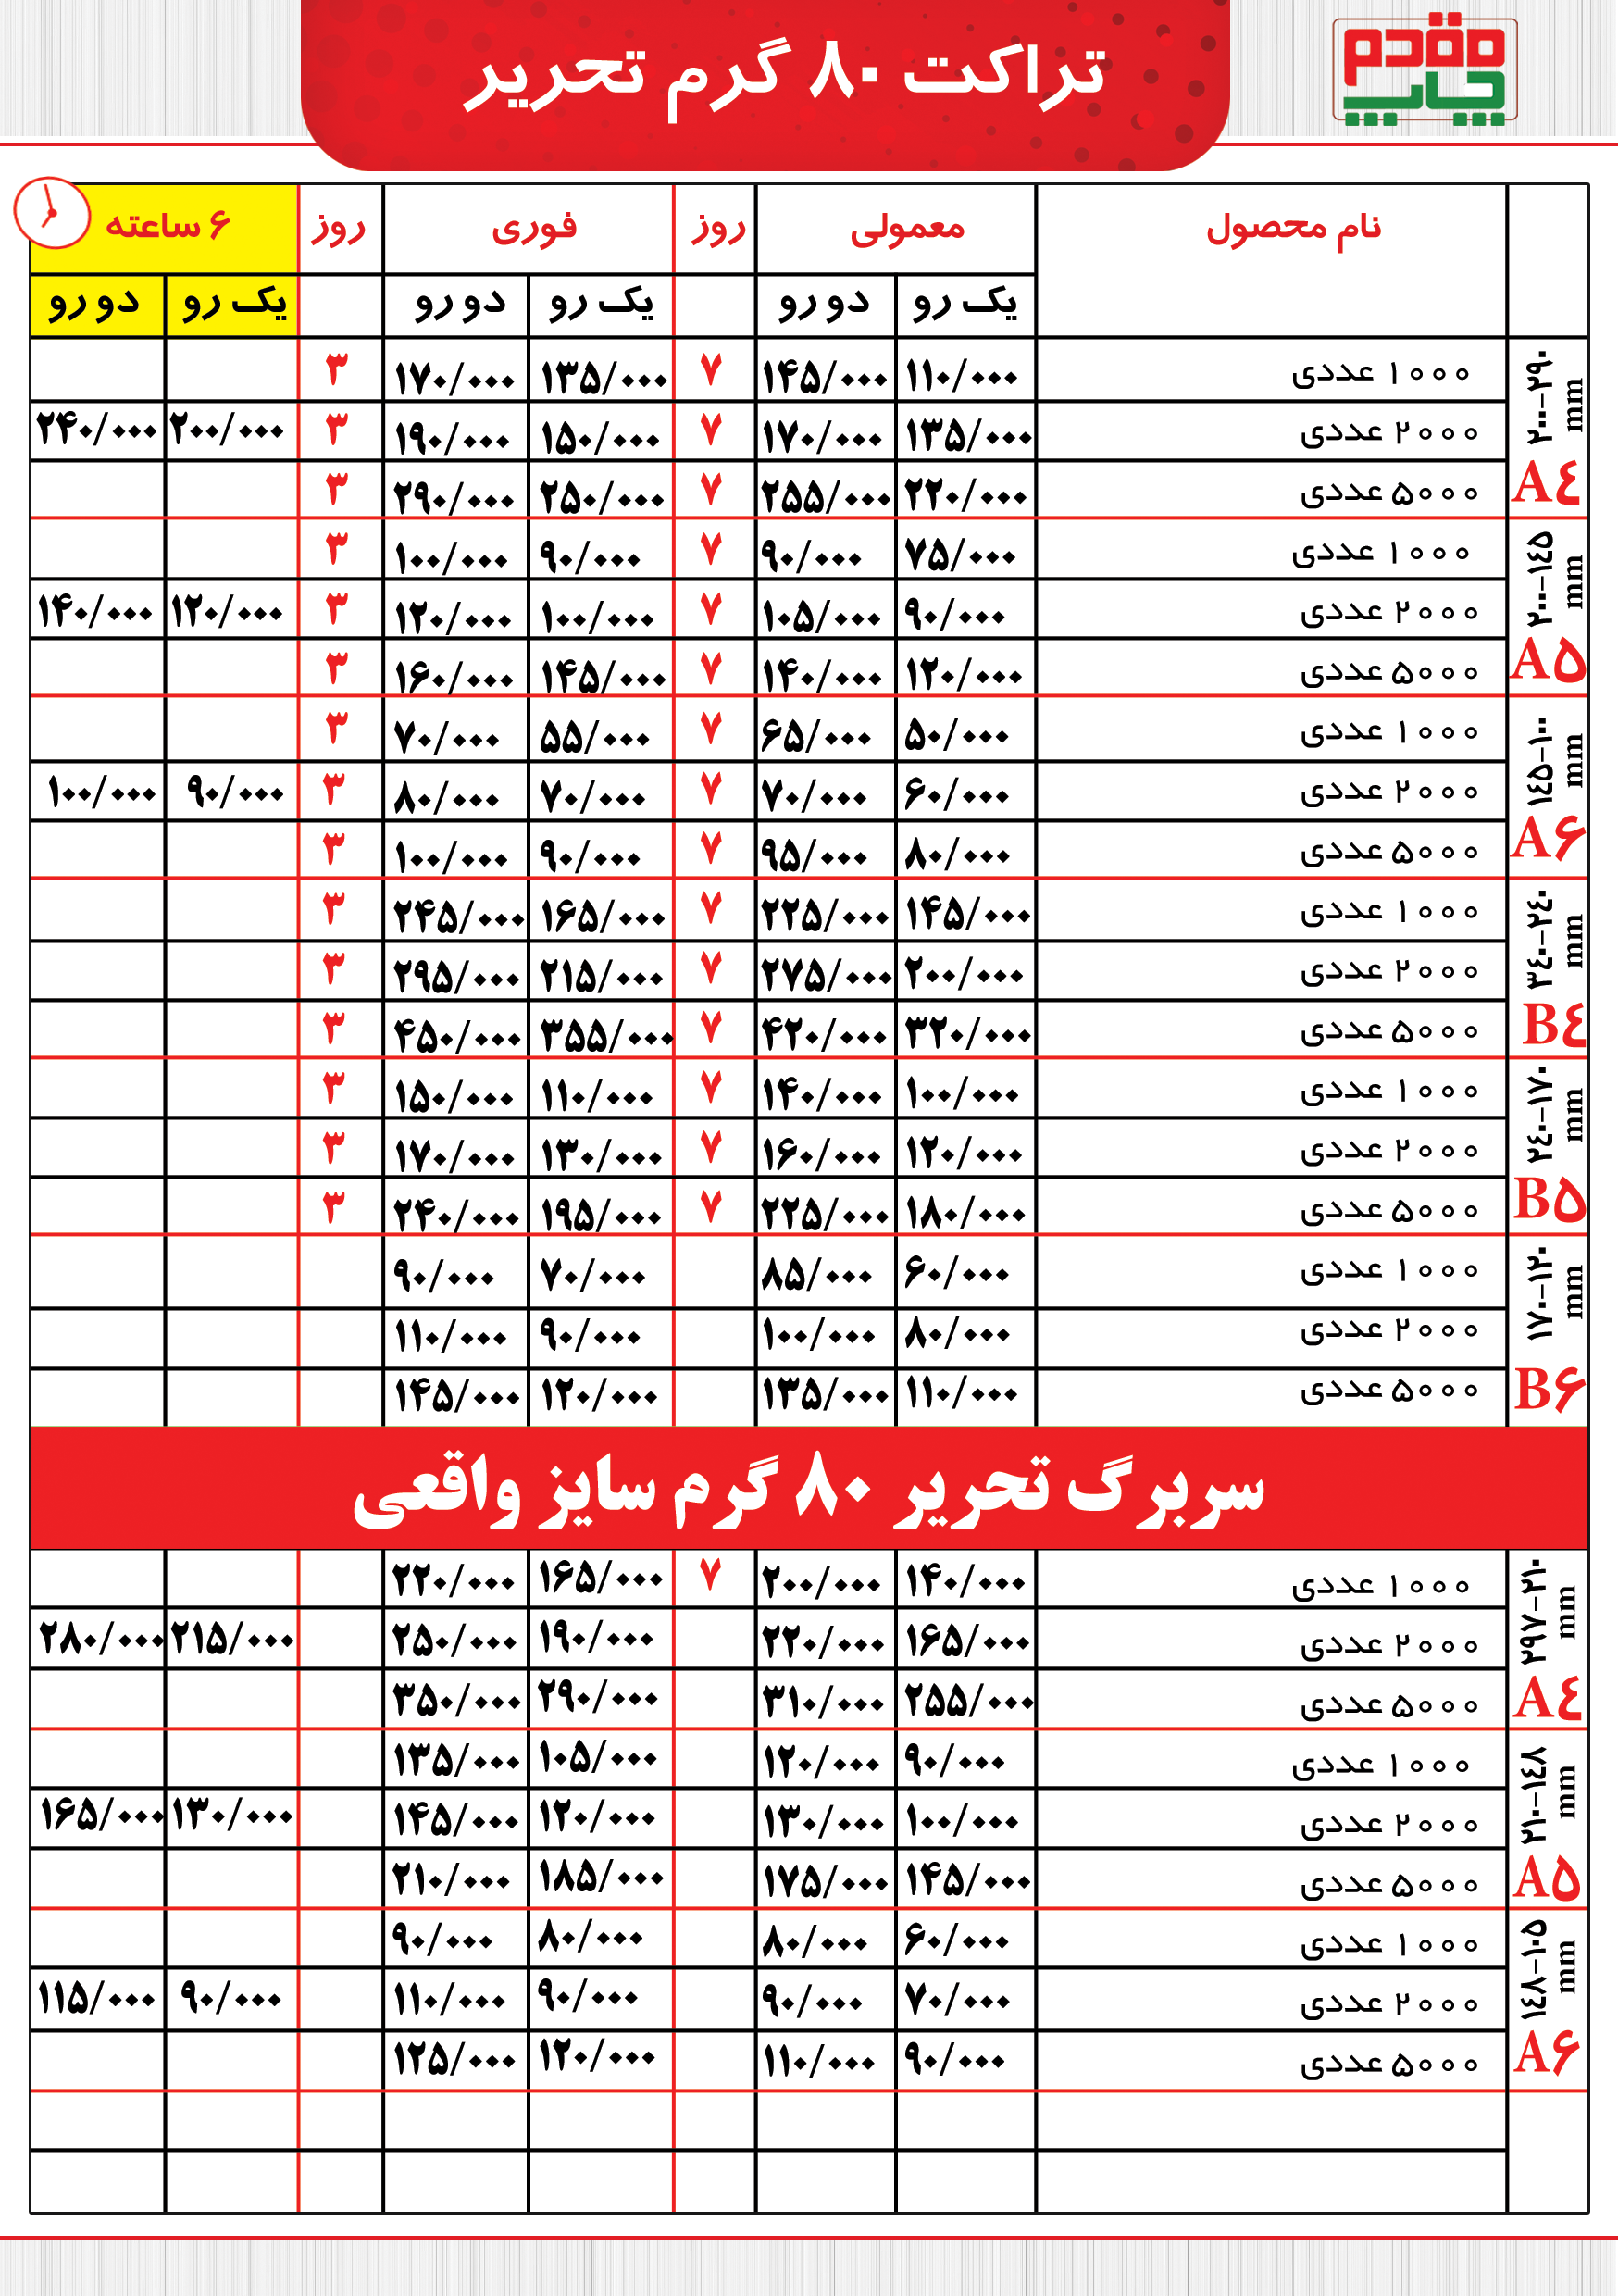 تراکت ۸۰ گرم تحریر
مقدم
چاپ
نام محصول معمولی روز فوری روز ۶ ساعته
یک رو دو رو یک رو دو رو یک رو دو رو
۲۰۰-۲۹۰ mm A٤
۱۰۰۰ عددی ۱۱۰/۰۰۰ ۱۴۵/۰۰۰ ۷ ۱۳۵/۰۰۰ ۱۷۰/۰۰۰ ۳
۲۰۰۰ عددی ۱۳۵/۰۰۰ ۱۷۰/۰۰۰ ۷ ۱۵۰/۰۰۰ ۱۹۰/۰۰۰ ۳ ۲۰۰/۰۰۰ ۲۴۰/۰۰۰
۵۰۰۰ عددی ۲۲۰/۰۰۰ ۲۵۵/۰۰۰ ۷ ۲۵۰/۰۰۰ ۲۹۰/۰۰۰ ۳
۲۰۰-۱٤۵ mm A۵
۱۰۰۰ عددی ۷۵/۰۰۰ ۹۰/۰۰۰ ۷ ۹۰/۰۰۰ ۱۰۰/۰۰۰ ۳
۲۰۰۰ عددی ۹۰/۰۰۰ ۱۰۵/۰۰۰ ۷ ۱۰۰/۰۰۰ ۱۲۰/۰۰۰ ۳ ۱۲۰/۰۰۰ ۱۴۰/۰۰۰
۵۰۰۰ عددی ۱۲۰/۰۰۰ ۱۴۰/۰۰۰ ۷ ۱۴۵/۰۰۰ ۱۶۰/۰۰۰ ۳
۱٤۵-۱۰۰ mm A۶
۱۰۰۰ عددی ۵۰/۰۰۰ ۶۵/۰۰۰ ۷ ۵۵/۰۰۰ ۷۰/۰۰۰ ۳
۲۰۰۰ عددی ۶۰/۰۰۰ ۷۰/۰۰۰ ۷ ۷۰/۰۰۰ ۸۰/۰۰۰ ۳ ۹۰/۰۰۰ ۱۰۰/۰۰۰
۵۰۰۰ عددی ۸۰/۰۰۰ ۹۵/۰۰۰ ۷ ۹۰/۰۰۰ ۱۰۰/۰۰۰ ۳
۳٤۰-۲٤۰ mm B٤
۱۰۰۰ عددی ۱۴۵/۰۰۰ ۲۲۵/۰۰۰ ۷ ۱۶۵/۰۰۰ ۲۴۵/۰۰۰ ۳
۲۰۰۰ عددی ۲۰۰/۰۰۰ ۲۷۵/۰۰۰ ۷ ۲۱۵/۰۰۰ ۲۹۵/۰۰۰ ۳
۵۰۰۰ عددی ۳۲۰/۰۰۰ ۴۲۰/۰۰۰ ۷ ۳۵۵/۰۰۰ ۴۵۰/۰۰۰ ۳
۲٤۰-۱۷۰ mm B۵
۱۰۰۰ عددی ۱۰۰/۰۰۰ ۱۴۰/۰۰۰ ۷ ۱۱۰/۰۰۰ ۱۵۰/۰۰۰ ۳
۲۰۰۰ عددی ۱۲۰/۰۰۰ ۱۶۰/۰۰۰ ۷ ۱۳۰/۰۰۰ ۱۷۰/۰۰۰ ۳
۵۰۰۰ عددی ۱۸۰/۰۰۰ ۲۲۵/۰۰۰ ۷ ۱۹۵/۰۰۰ ۲۴۰/۰۰۰ ۳
۱۷۰-۱۲۰ mm B۶
۱۰۰۰ عددی ۶۰/۰۰۰ ۸۵/۰۰۰ ۷۰/۰۰۰ ۹۰/۰۰۰
۲۰۰۰ عددی ۸۰/۰۰۰ ۱۰۰/۰۰۰ ۹۰/۰۰۰ ۱۱۰/۰۰۰
۵۰۰۰ عددی ۱۱۰/۰۰۰ ۱۳۵/۰۰۰ ۱۲۰/۰۰۰ ۱۴۵/۰۰۰
سربرگ تحریر ۸۰ گرم سایز واقعی
۲۹۷-۲۱۰ mm A٤
۱۰۰۰ عددی ۱۴۰/۰۰۰ ۲۰۰/۰۰۰ ۷ ۱۶۵/۰۰۰ ۲۲۰/۰۰۰
۲۰۰۰ عددی ۱۶۵/۰۰۰ ۲۲۰/۰۰۰ ۱۹۰/۰۰۰ ۲۵۰/۰۰۰ ۲۱۵/۰۰۰ ۲۸۰/۰۰۰
۵۰۰۰ عددی ۲۵۵/۰۰۰ ۳۱۰/۰۰۰ ۲۹۰/۰۰۰ ۳۵۰/۰۰۰
۲۱۰-۱٤۷ mm A۵
۱۰۰۰ عددی ۹۰/۰۰۰ ۱۲۰/۰۰۰ ۱۰۵/۰۰۰ ۱۳۵/۰۰۰
۲۰۰۰ عددی ۱۰۰/۰۰۰ ۱۳۰/۰۰۰ ۱۲۰/۰۰۰ ۱۴۵/۰۰۰ ۱۳۰/۰۰۰ ۱۶۵/۰۰۰
۵۰۰۰ عددی ۱۴۵/۰۰۰ ۱۷۵/۰۰۰ ۱۸۵/۰۰۰ ۲۱۰/۰۰۰
۱٤۷-۱۰۵ mm A۶
۱۰۰۰ عددی ۶۰/۰۰۰ ۸۰/۰۰۰ ۸۰/۰۰۰ ۹۰/۰۰۰
۲۰۰۰ عددی ۷۰/۰۰۰ ۹۰/۰۰۰ ۹۰/۰۰۰ ۱۱۰/۰۰۰ ۹۰/۰۰۰ ۱۱۵/۰۰۰
۵۰۰۰ عددی ۹۰/۰۰۰ ۱۱۰/۰۰۰ ۱۲۰/۰۰۰ ۱۲۵/۰۰۰